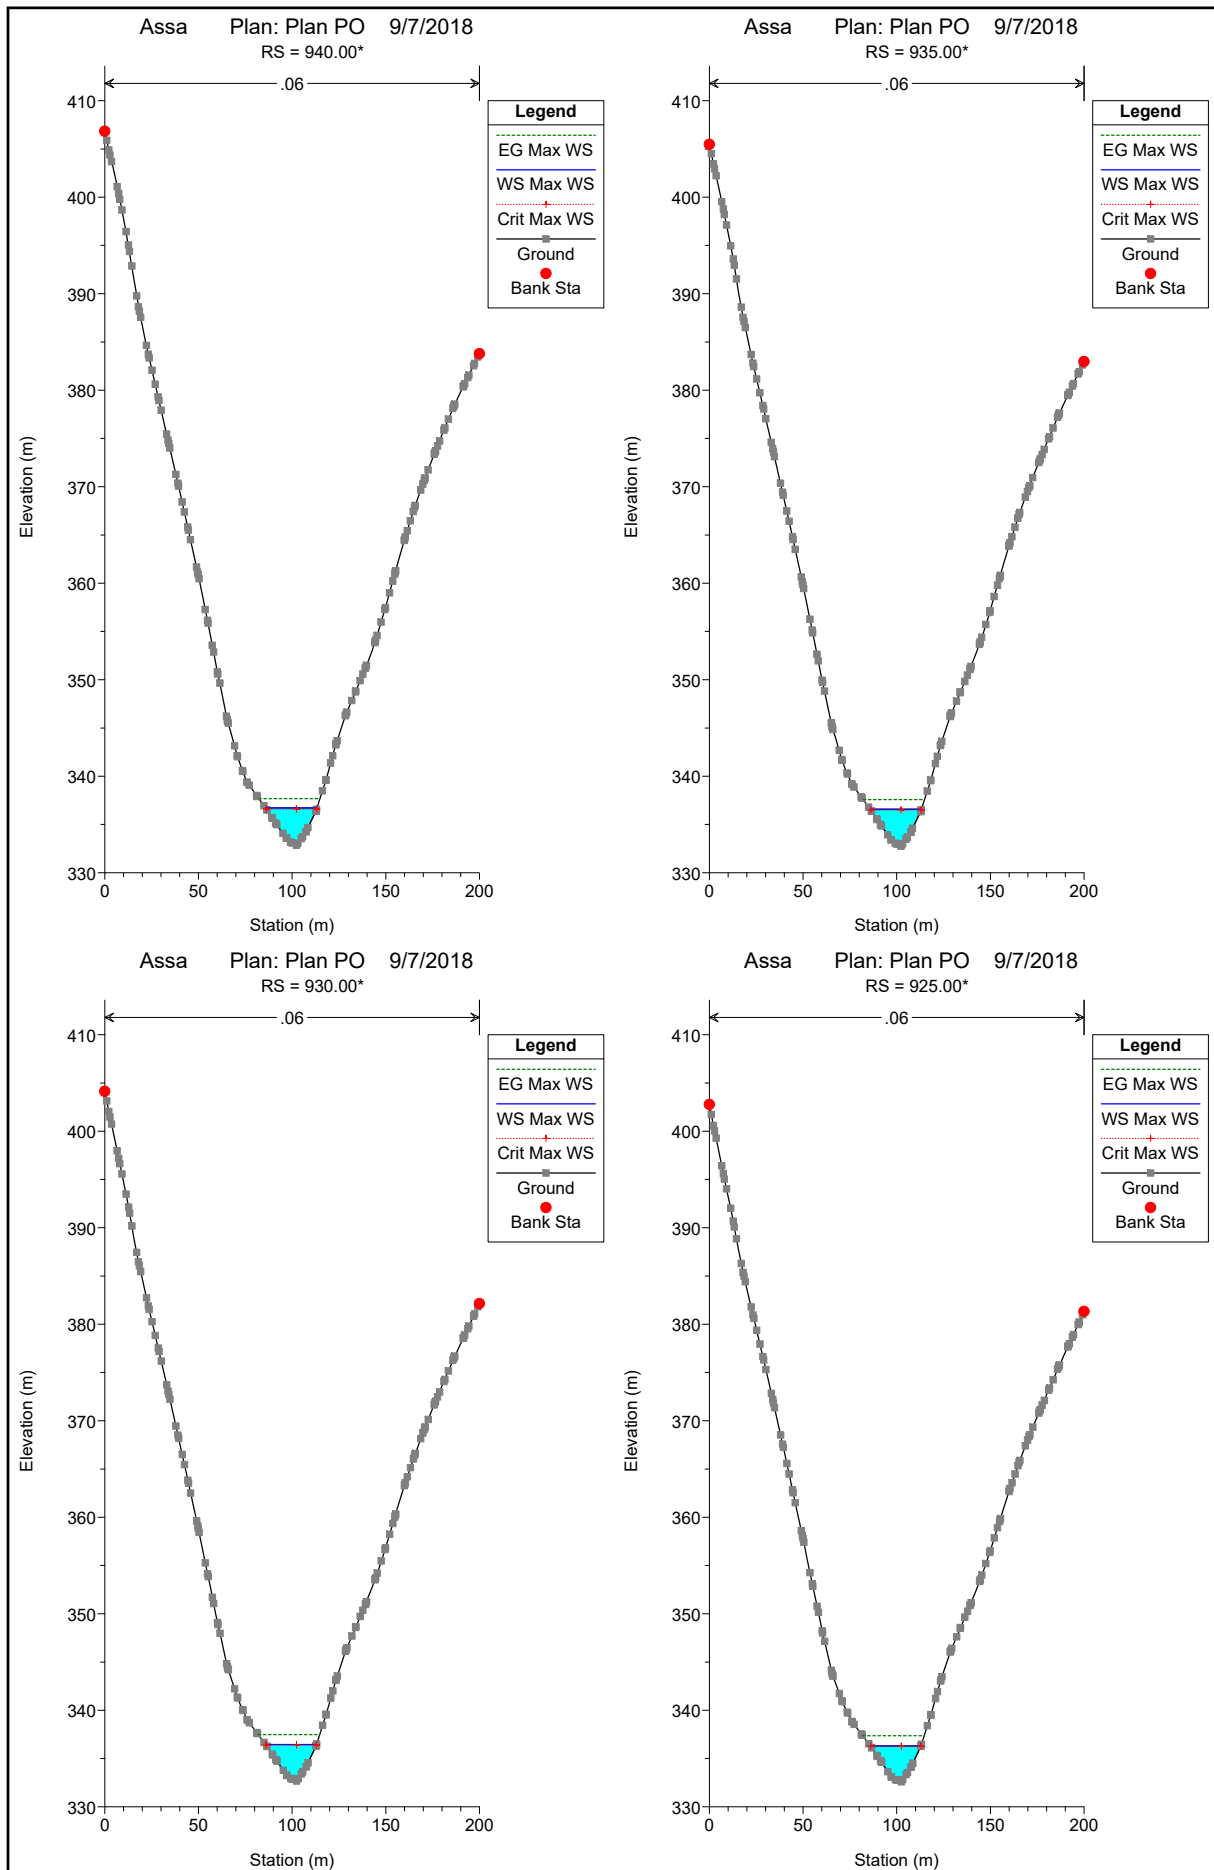 Assa Plan: Plan PO 9/7/2018
RS = 940.00*
.06
Legend
EG Max WS
WS Max WS
Crit Max WS
Ground
Bank Sta
410
400
390
380
370
360
350
340
330
Elevation (m)
0 50 100 150 200
Station (m)
Assa Plan: Plan PO 9/7/2018
RS = 935.00*
.06
Legend
EG Max WS
WS Max WS
Crit Max WS
Ground
Bank Sta
410
400
390
380
370
360
350
340
330
Elevation (m)
0 50 100 150 200
Station (m)
Assa Plan: Plan PO 9/7/2018
RS = 930.00*
.06
Legend
EG Max WS
WS Max WS
Crit Max WS
Ground
Bank Sta
410
400
390
380
370
360
350
340
330
Elevation (m)
0 50 100 150 200
Station (m)
Assa Plan: Plan PO 9/7/2018
RS = 925.00*
.06
Legend
EG Max WS
WS Max WS
Crit Max WS
Ground
Bank Sta
410
400
390
380
370
360
350
340
330
Elevation (m)
0 50 100 150 200
Station (m)